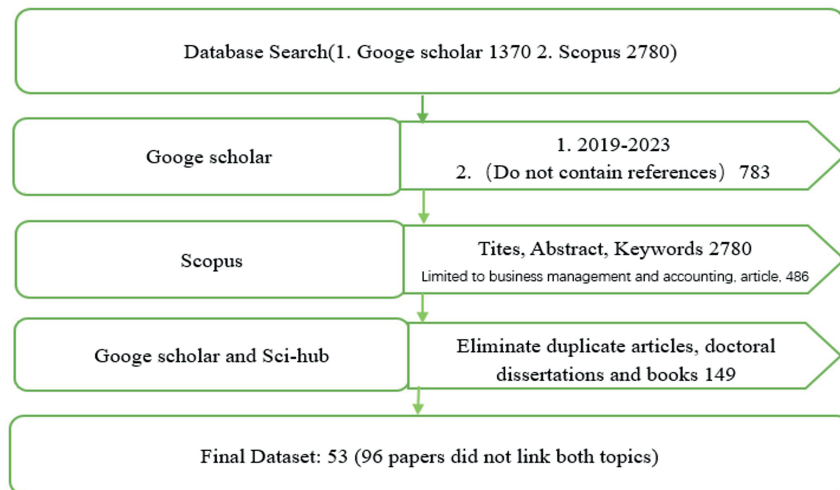 Database Search(1. Googe scholar 1370 2. Scopus 2780)
Googe scholar
1. 2019-2023
2. （Do not contain references） 783
Scopus
Tites, Abstract, Keywords 2780
Limited to business management and accounting, article, 486
Googe scholar and Sci-hub
Eliminate duplicate articles, doctoral
dissertations and books 149
Final Dataset: 53 (96 papers did not link both topics)